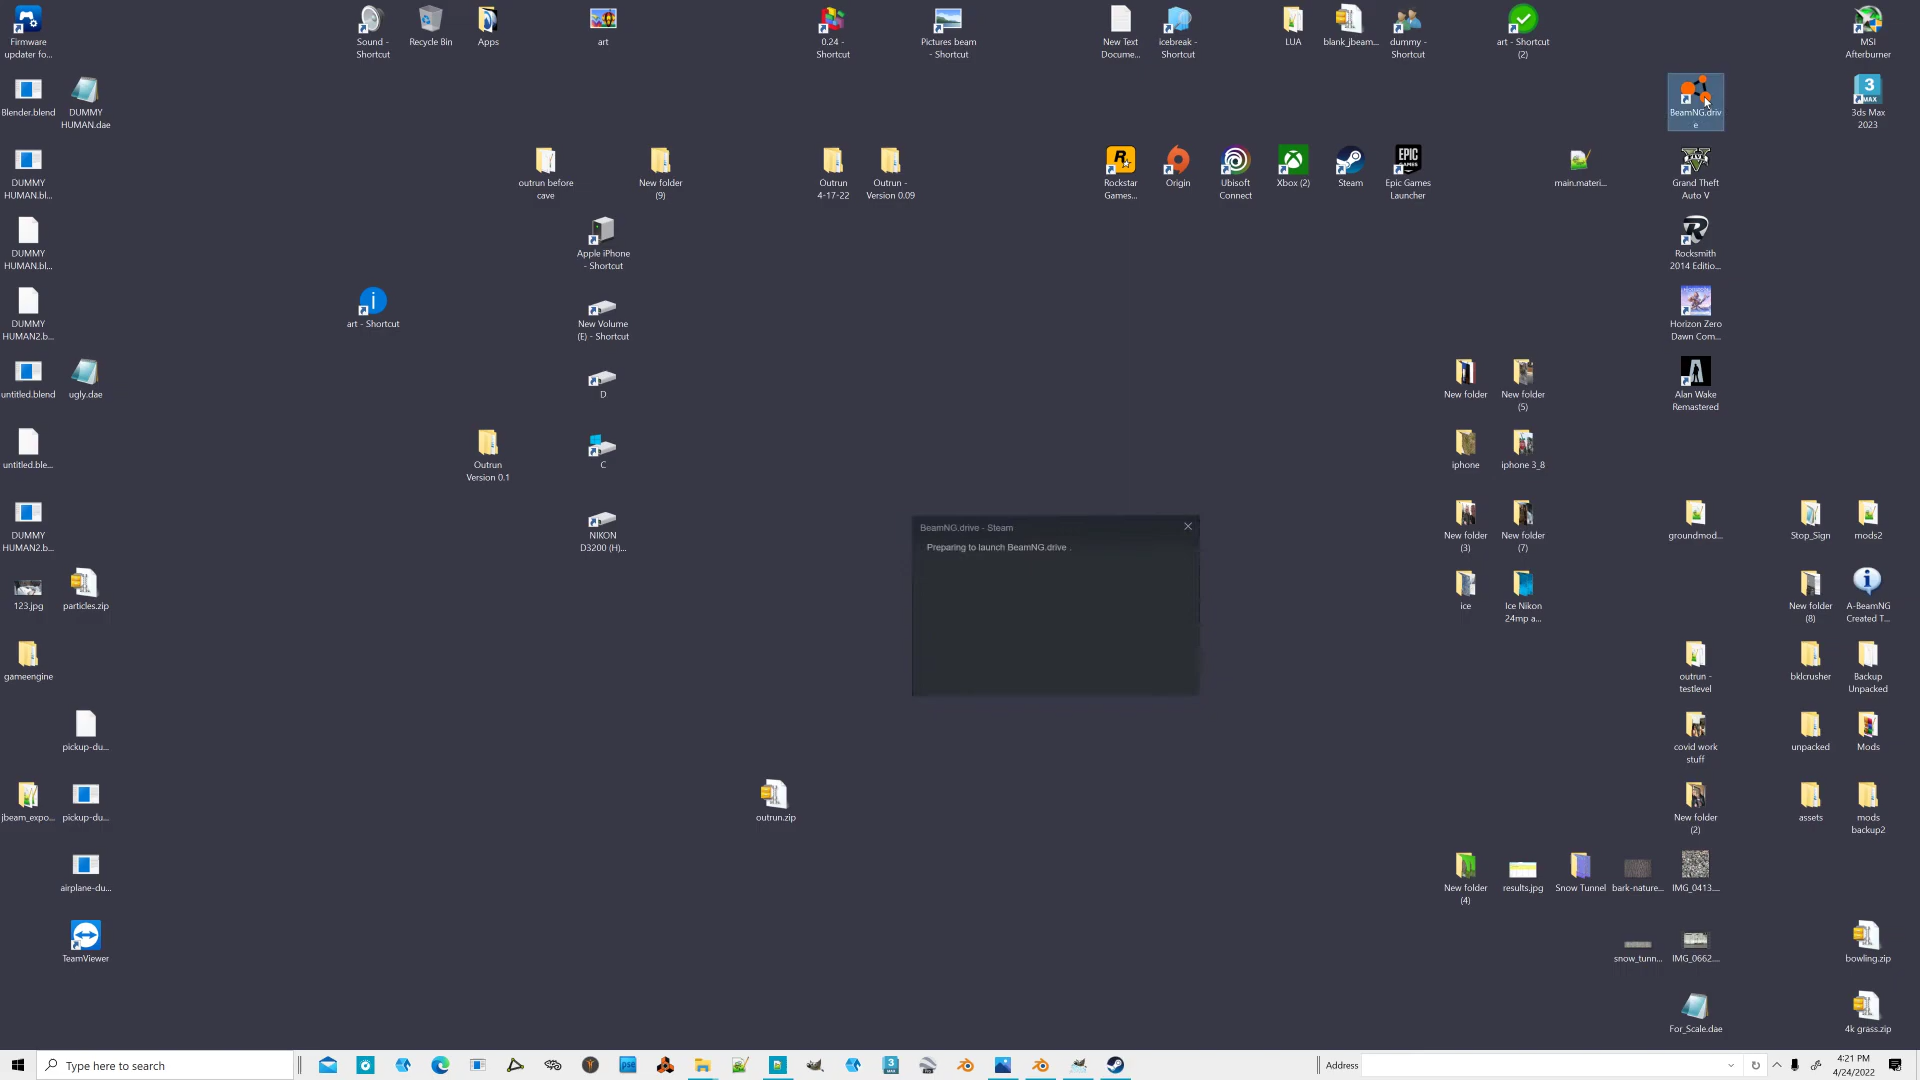 Firmware
updater fo...
Sound -
Shortcut
Recycle Bin
Apps
art
0.24 -
Shortcut
Pictures beam
- Shortcut
New Text
Docume...
icebreak -
Shortcut
LUA
blank_jbeam...
dummy -
Shortcut
art - Shortcut
(2)
MSI
Afterburner
Blender.blend
DUMMY
HUMAN.dae
BeamNG.driv
e
3
MAX
3ds Max
2023
DUMMY
HUMAN.bl...
outrun before
cave
New folder
(9)
Outrun
4-17-22
Outrun -
Version 0.09
Rockstar
Games...
Origin
Ubisoft
Connect
Xbox (2)
Steam
EPIC
GAMES
Epic Games
Launcher
main.materi...
Grand Theft
Auto V
DUMMY
HUMAN.bl...
Apple iPhone
- Shortcut
Rocksmith
2014 Editio...
DUMMY
HUMAN2.b...
art - Shortcut
New Volume
(E) - Shortcut
Horizon Zero
Dawn Com...
untitled.blend
ugly.dae
D
New folder
New folder
(5)
Alan Wake
Remastered
untitled.ble...
Outrun
Version 0.1
C
iphone
iphone 3_8
DUMMY
HUMAN2.b...
NIKON
D3200 (H)...
BeamNG.drive - Steam
Preparing to launch BeamNG.drive .
New folder
(3)
New folder
(7)
groundmod...
Stop_Sign
mods2
123.jpg
particles.zip
ice
Ice Nikon
24mp a...
New folder
(8)
A-BeamNG
Created T...
gameengine
outrun -
testlevel
bklcrusher
Backup
Unpacked
pickup-du...
covid work
stuff
unpacked
Mods
jbeam_expo...
pickup-du...
outrun.zip
New folder
(2)
assets
mods
backup2
airplane-du...
New folder
(4)
results.jpg
Snow Tunnel
bark-nature...
IMG_0413....
TeamViewer
snow_tunn...
IMG_0662....
bowling.zip
For_Scale.dae
4k grass.zip
Type here to search
Address
4:21 PM
4/24/2022